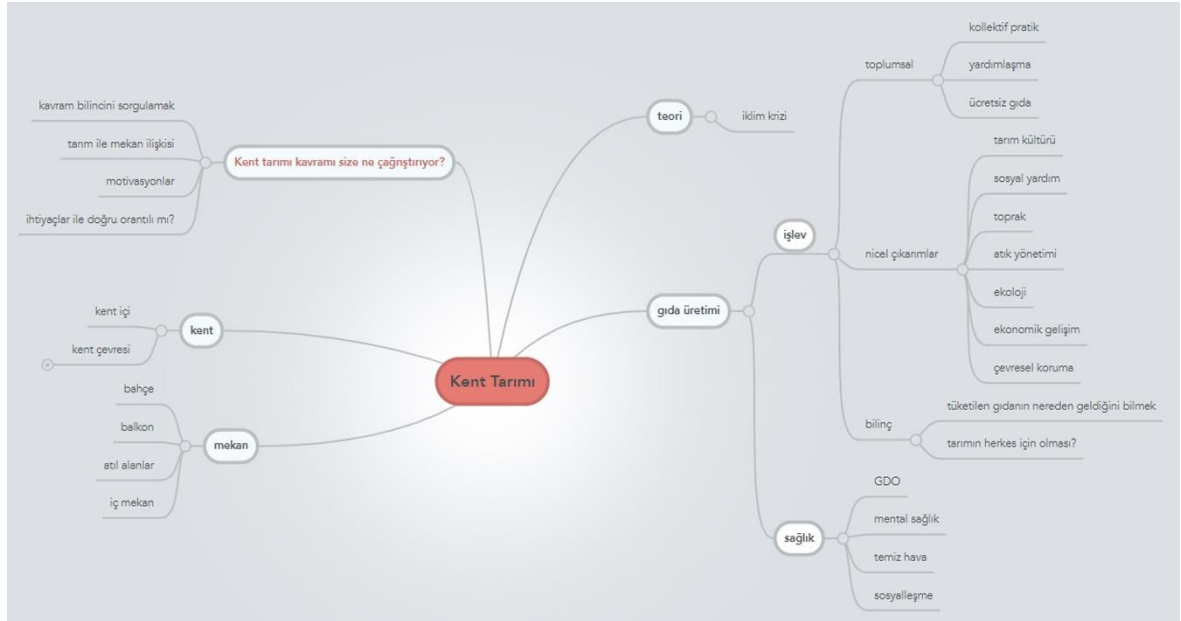 kavram bilincini sorgulamak
tarım ile mekan ilişkisi
motivasyonlar
ihtiyaçlar ile doğru orantılı mı?
Kent tarımı kavramı size ne çağrıştırıyor?
kent içi
kent çevresi
kent
bahçe
balkon
atıl alanlar
iç mekan
mekan
Kent Tarımı
teori
iklim krizi
gıda üretimi
işlev
toplumsal
kollektif pratik
yardımlaşma
ücretsiz gıda
nicel çıkarımlar
tarım kültürü
sosyal yardım
toprak
atık yönetimi
ekoloji
ekonomik gelişim
çevresel koruma
bilinç
tüketilen gıdanın nereden geldiğini bilmek
tarımın herkes için olması?
sağlık
GDO
mental sağlık
temiz hava
sosyalleşme